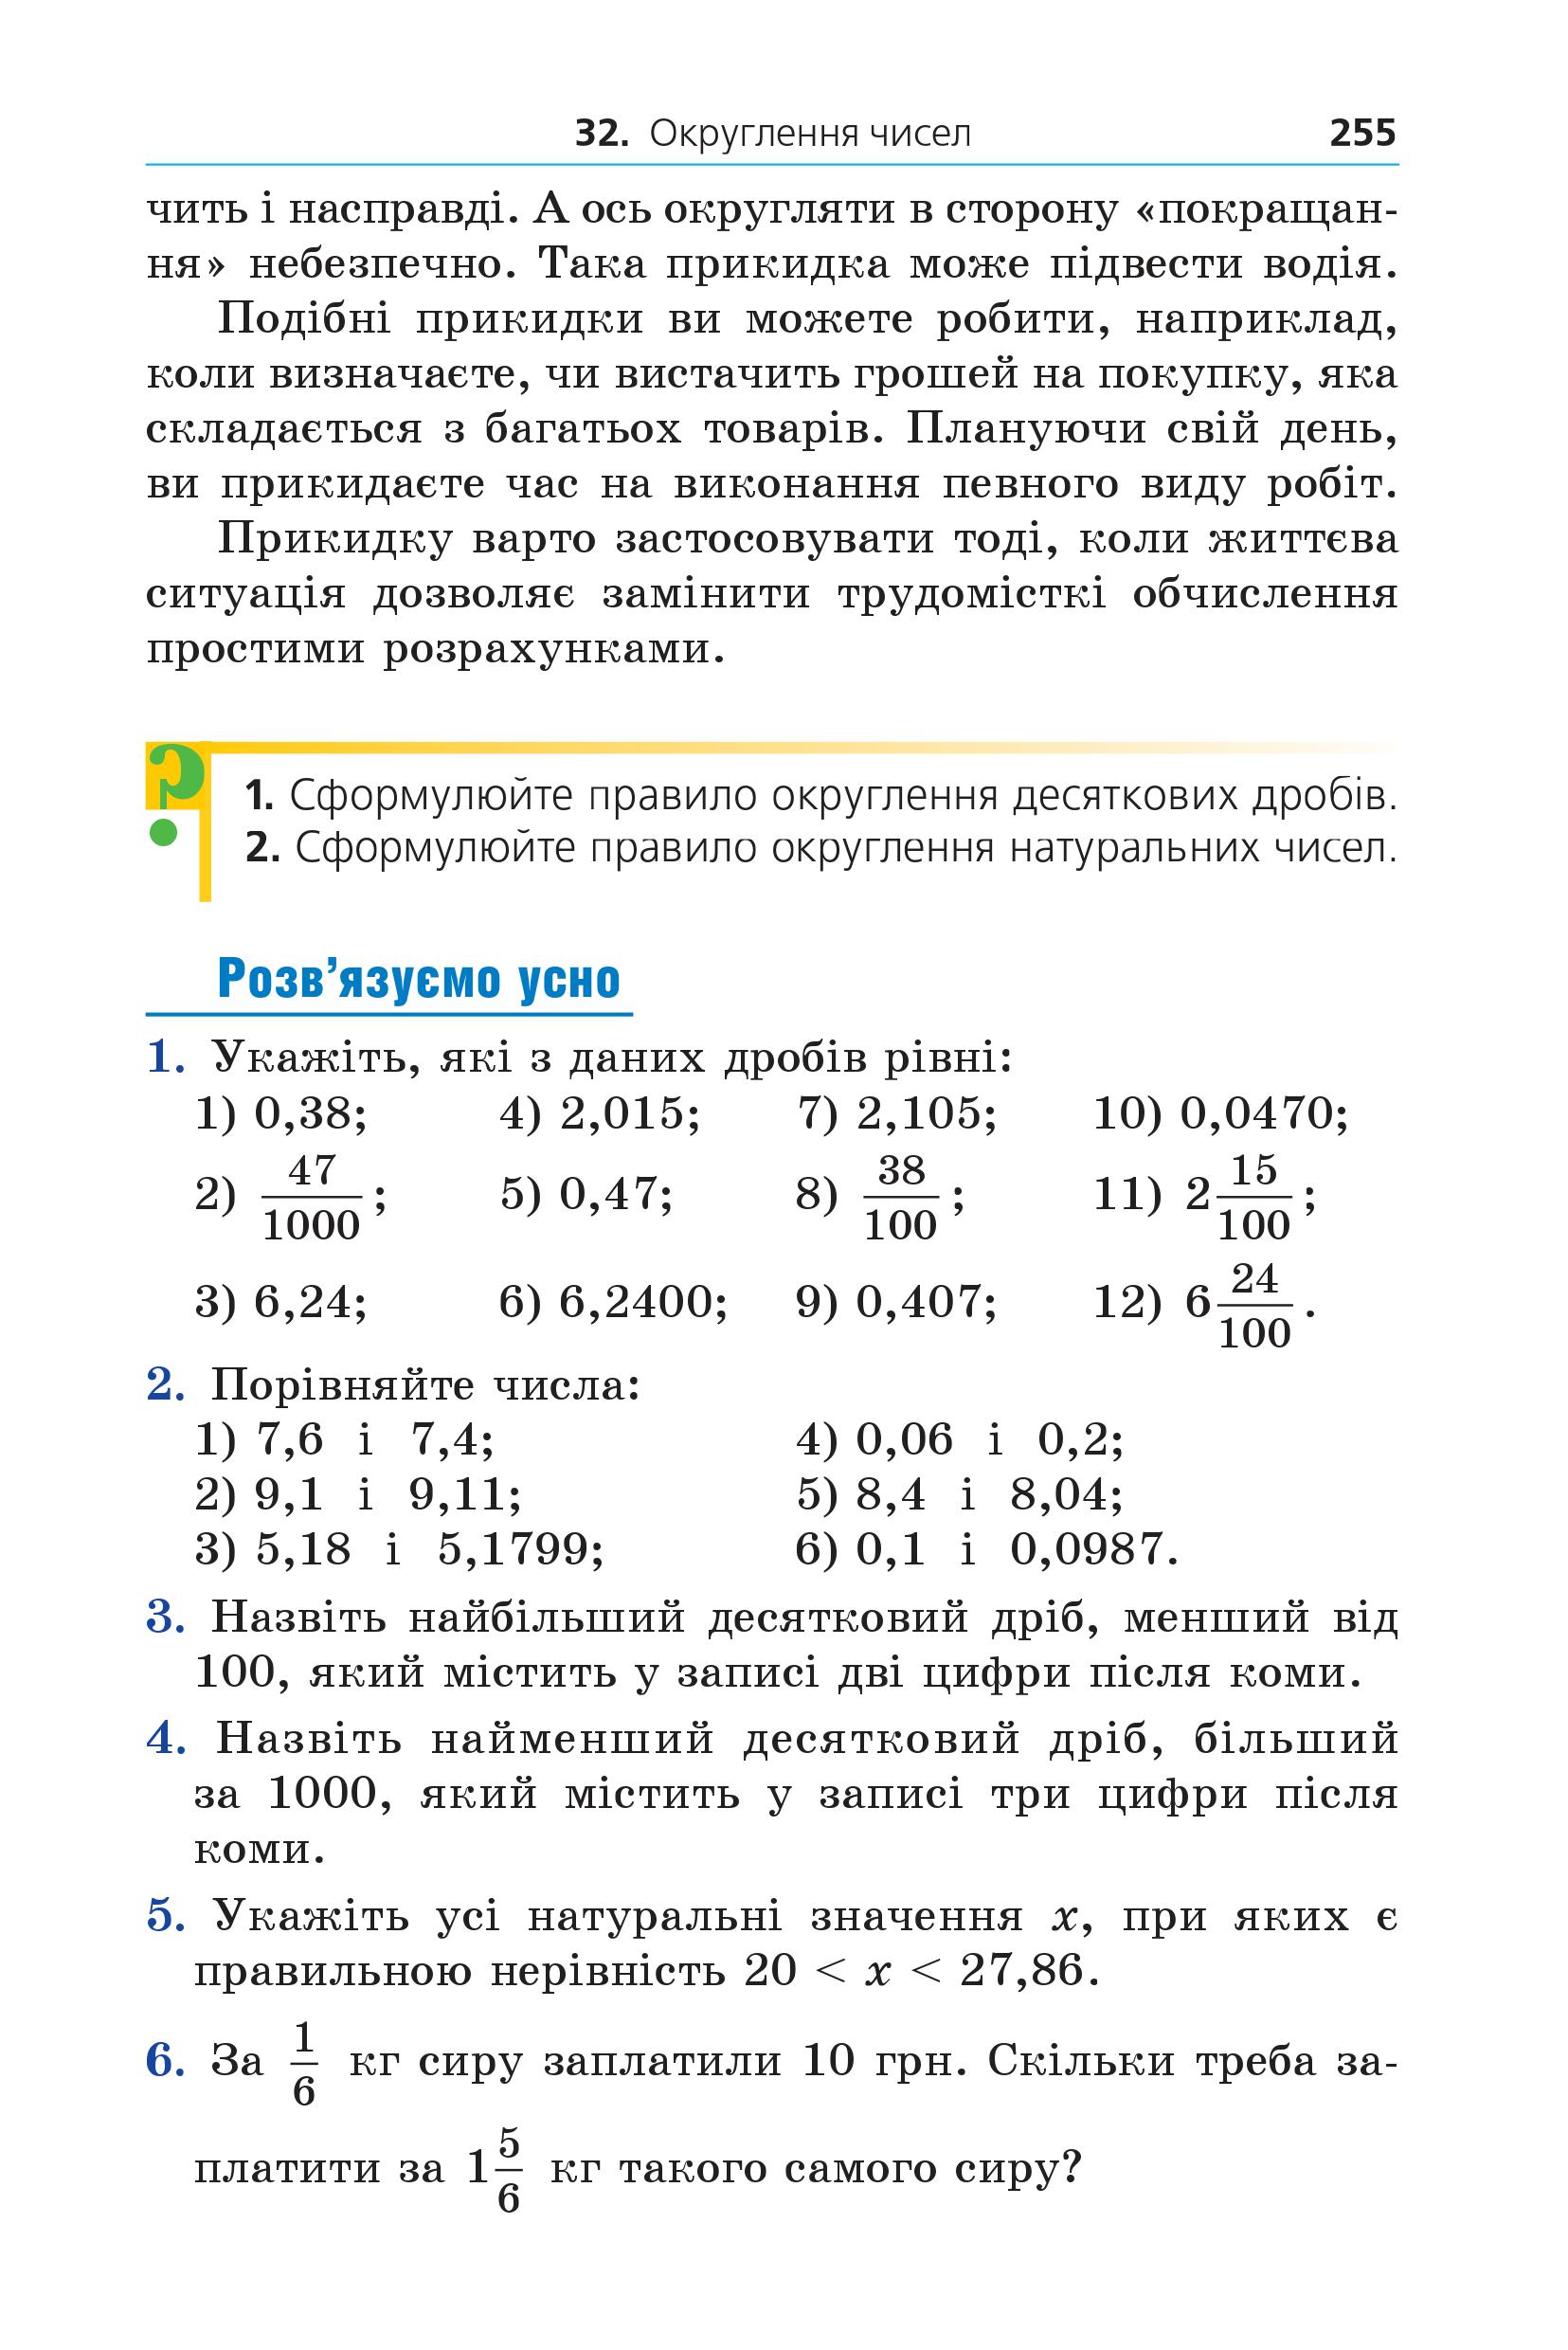 32. Округлення чисел 255
чить і насправді. А ось округляти в сторону «покращан-
ня» небезпечно. Така прикидка може підвести водія.
Подібні прикидки ви можете робити, наприклад,
коли визначаєте, чи вистачить грошей на покупку, яка
складається з багатьох товарів. Плануючи свій день,
ви прикидаєте час на виконання певного виду робіт.
Прикидку варто застосовувати тоді, коли життєва
ситуація дозволяє замінити трудомісткі обчислення
простими розрахунками.
?
1. Сформулюйте правило округлення десяткових дробів.
2. Сформулюйте правило округлення натуральних чисел.
Розв’язуємо усно
1. Укажіть, які з даних дробів рівні:
1) 0,38; 4) 2,015; 7) 2,105; 10) 0,0470;
2) 47/1000; 5) 0,47; 8) 38/100; 11) 2 15/100;
3) 6,24; 6) 6,2400; 9) 0,407; 12) 6 24/100.
2. Порівняйте числа:
1) 7,6 і 7,4; 4) 0,06 і 0,2;
2) 9,1 і 9,11; 5) 8,4 і 8,04;
3) 5,18 і 5,1799; 6) 0,1 і 0,0987.
3. Назвіть найбільший десятковий дріб, менший від
100, який містить у записі дві цифри після коми.
4. Назвіть найменший десятковий дріб, більший
за 1000, який містить у записі три цифри після
коми.
5. Укажіть усі натуральні значення x, при яких є
правильною нерівність 20 < x < 27,86.
6. За 1/6 кг сиру заплатили 10 грн. Скільки треба за-
платити за 1 5/6 кг такого самого сиру?